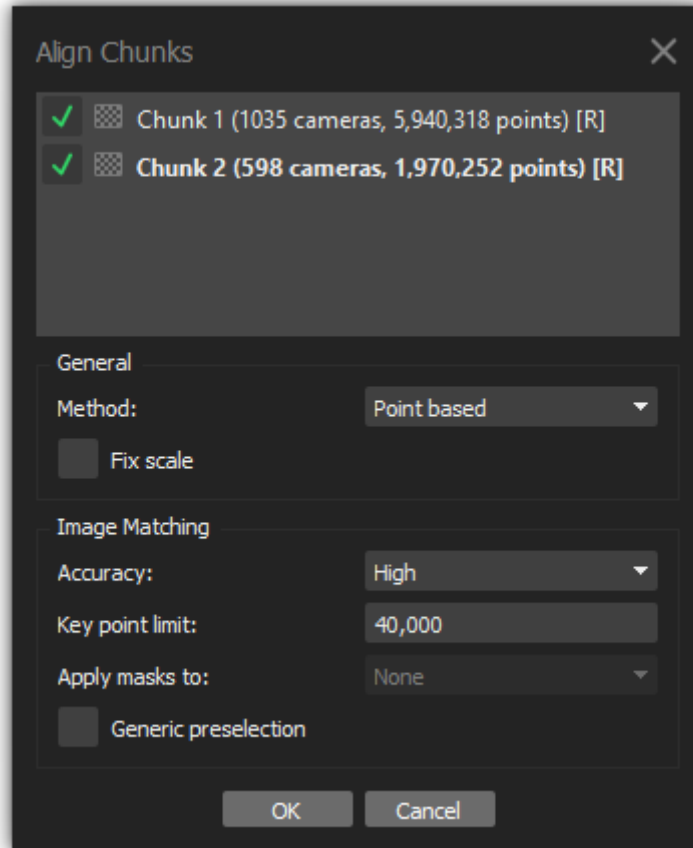 Align Chunks
Chunk 1 (1035 cameras, 5,940,318 points) [R]
Chunk 2 (598 cameras, 1,970,252 points) [R]
General
Method: Point based
Fix scale
Image Matching
Accuracy: High
Key point limit: 40,000
Apply masks to: None
Generic preselection
OK Cancel